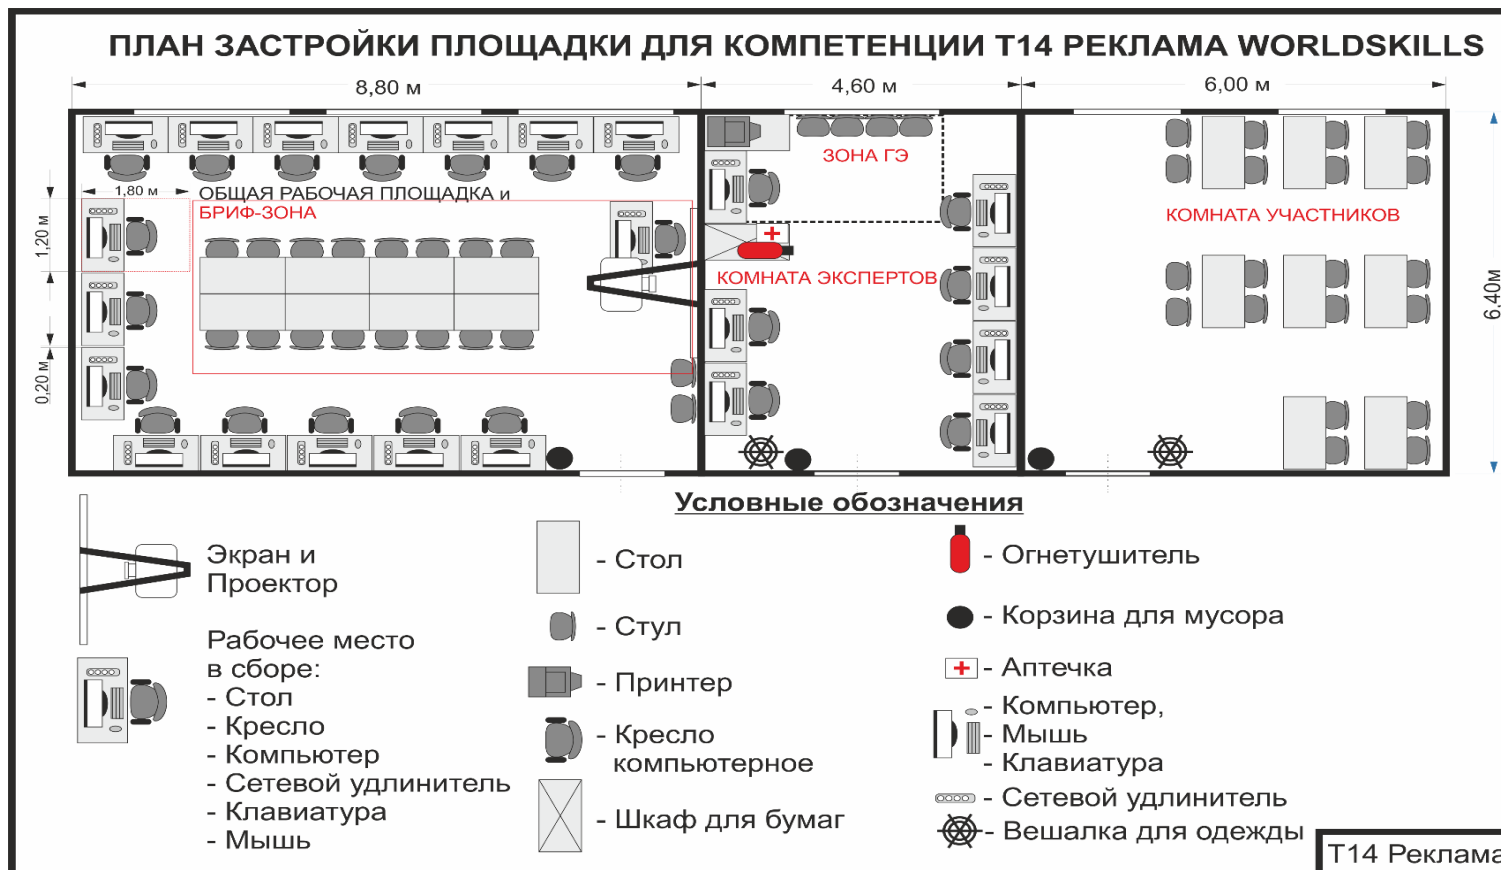 ПЛАН ЗАСТРОЙКИ ПЛОЩАДКИ ДЛЯ КОМПЕТЕНЦИИ Т14 РЕКЛАМА WORLDSKILLS
8,80 м
4,60 м
6,00 м
ЗОНА ГЭ
1,80 м
ОБЩАЯ РАБОЧАЯ ПЛОЩАДКА и
БРИФ-ЗОНА
КОМНАТА УЧАСТНИКОВ
1,20 м
КОМНАТА ЭКСПЕРТОВ
6,40м
0,20 м
Условные обозначения
Экран и
Проектор
Рабочее место
в сборе:
- Стол
- Кресло
- Компьютер
- Сетевой удлинитель
- Клавиатура
- Мышь
- Стол
- Стул
- Принтер
- Кресло
компьютерное
- Шкаф для бумаг
- Огнетушитель
- Корзина для мусора
- Аптечка
- Компьютер,
- Мышь
- Клавиатура
- Сетевой удлинитель
- Вешалка для одежды
Т14 Реклама